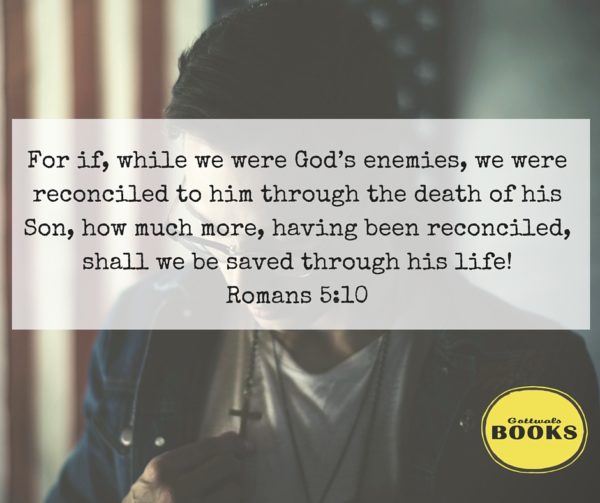 For if, while we were God’s enemies, we were
reconciled to him through the death of his
Son, how much more, having been reconciled,
shall we be saved through his life!
Romans 5:10
Gottwals
BOOKS